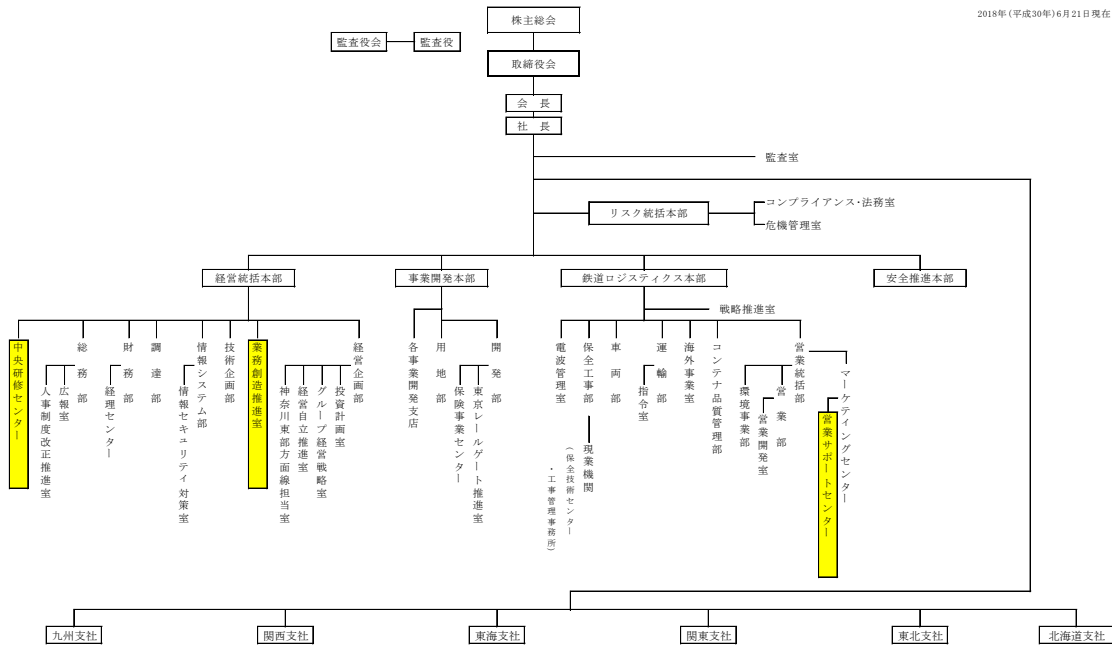 2018年(平成30年)6月21日現在
株主総会
監査役会
監査役
取締役会
会 長
社 長
監査室
リスク統括本部
コンプライアンス・法務室
危機管理室
経営統括本部
事業開発本部
鉄道ロジスティクス本部
安全推進本部
戦略推進室
中央研修センター
総 務 部
人事制度改正推進室
広報室
財 務 部
経理センター
調 達 部
情報システム部
情報セキュリテイ対策室
技術企画部
業務創造推進室
経営企画部
神奈川東部方面線担当室
経営自立推進室
グループ経営戦略室
投資計画室
各事業開発支店
用 地 部
開 発 部
保険事業センター
東京レールゲート推進室
電波管理室
保全工事部
現業機関
(保全技術センター
・工事管理事務所)
車 両 部
運 輸 部
指令室
海外事業室
コンテナ品質管理部
営業統括部
環境事業部
営 業 部
営業開発室
マーケティングセンター
営業サポートセンター
九州支社
関西支社
東海支社
関東支社
東北支社
北海道支社